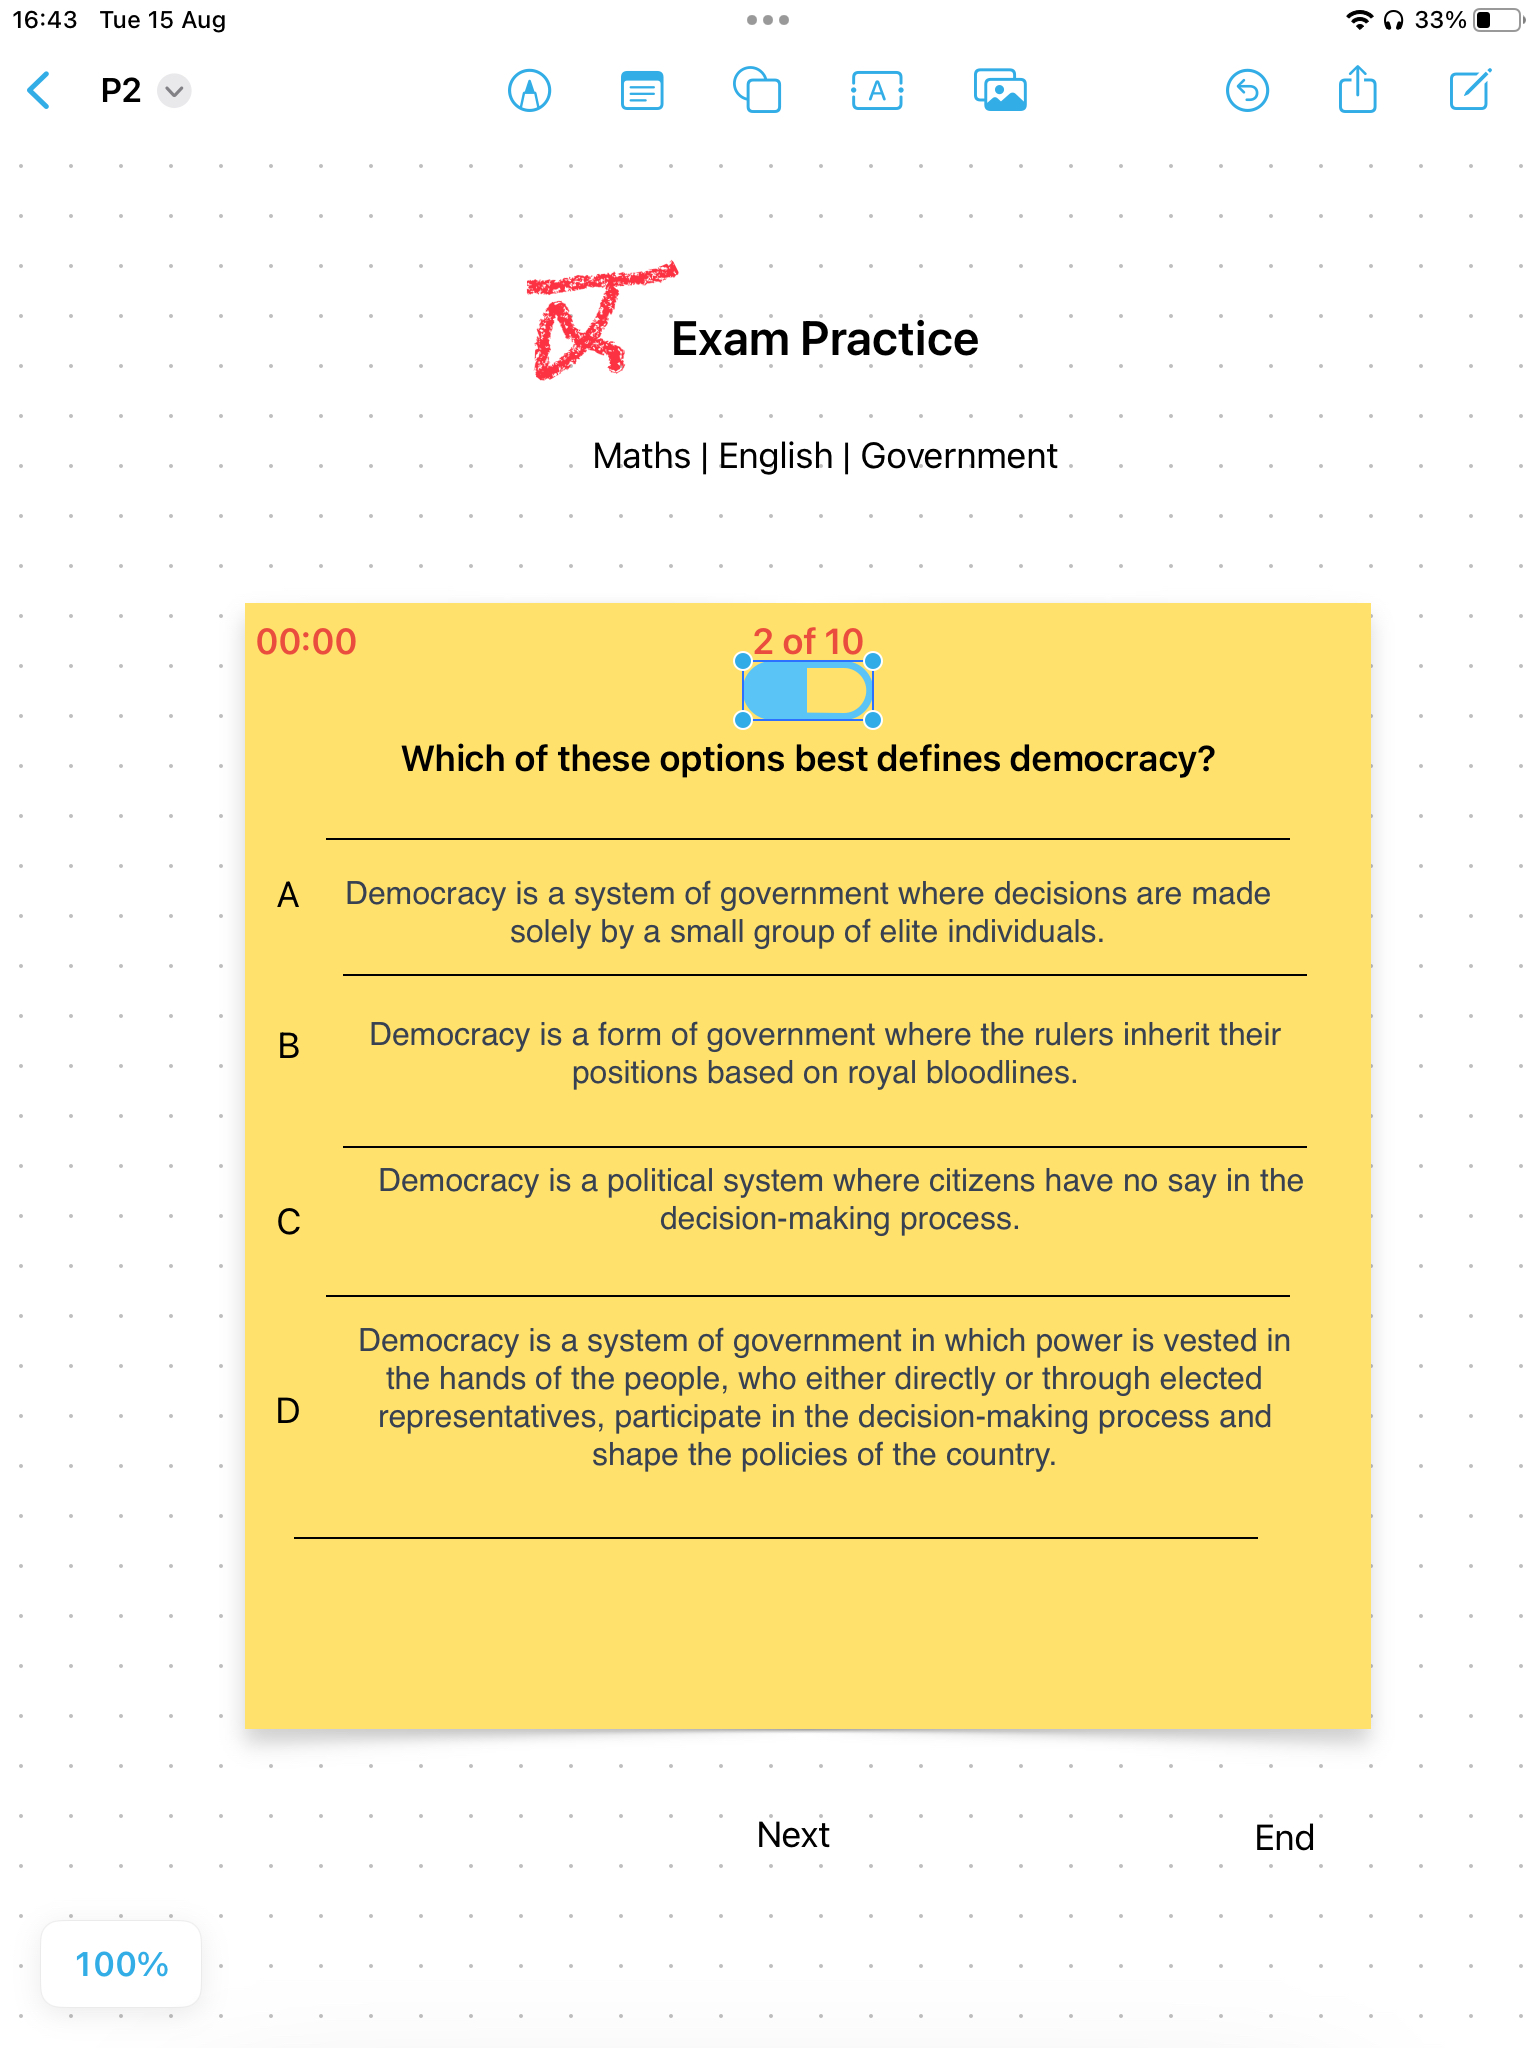 16:43 Tue 15 Aug
33%
P2
A
Exam Practice
Maths | English | Government
00:00
2 of 10
Which of these options best defines democracy?
A
Democracy is a system of government where decisions are made
solely by a small group of elite individuals.
B
Democracy is a form of government where the rulers inherit their
positions based on royal bloodlines.
C
Democracy is a political system where citizens have no say in the
decision-making process.
D
Democracy is a system of government in which power is vested in
the hands of the people, who either directly or through elected
representatives, participate in the decision-making process and
shape the policies of the country.
Next
End
100%